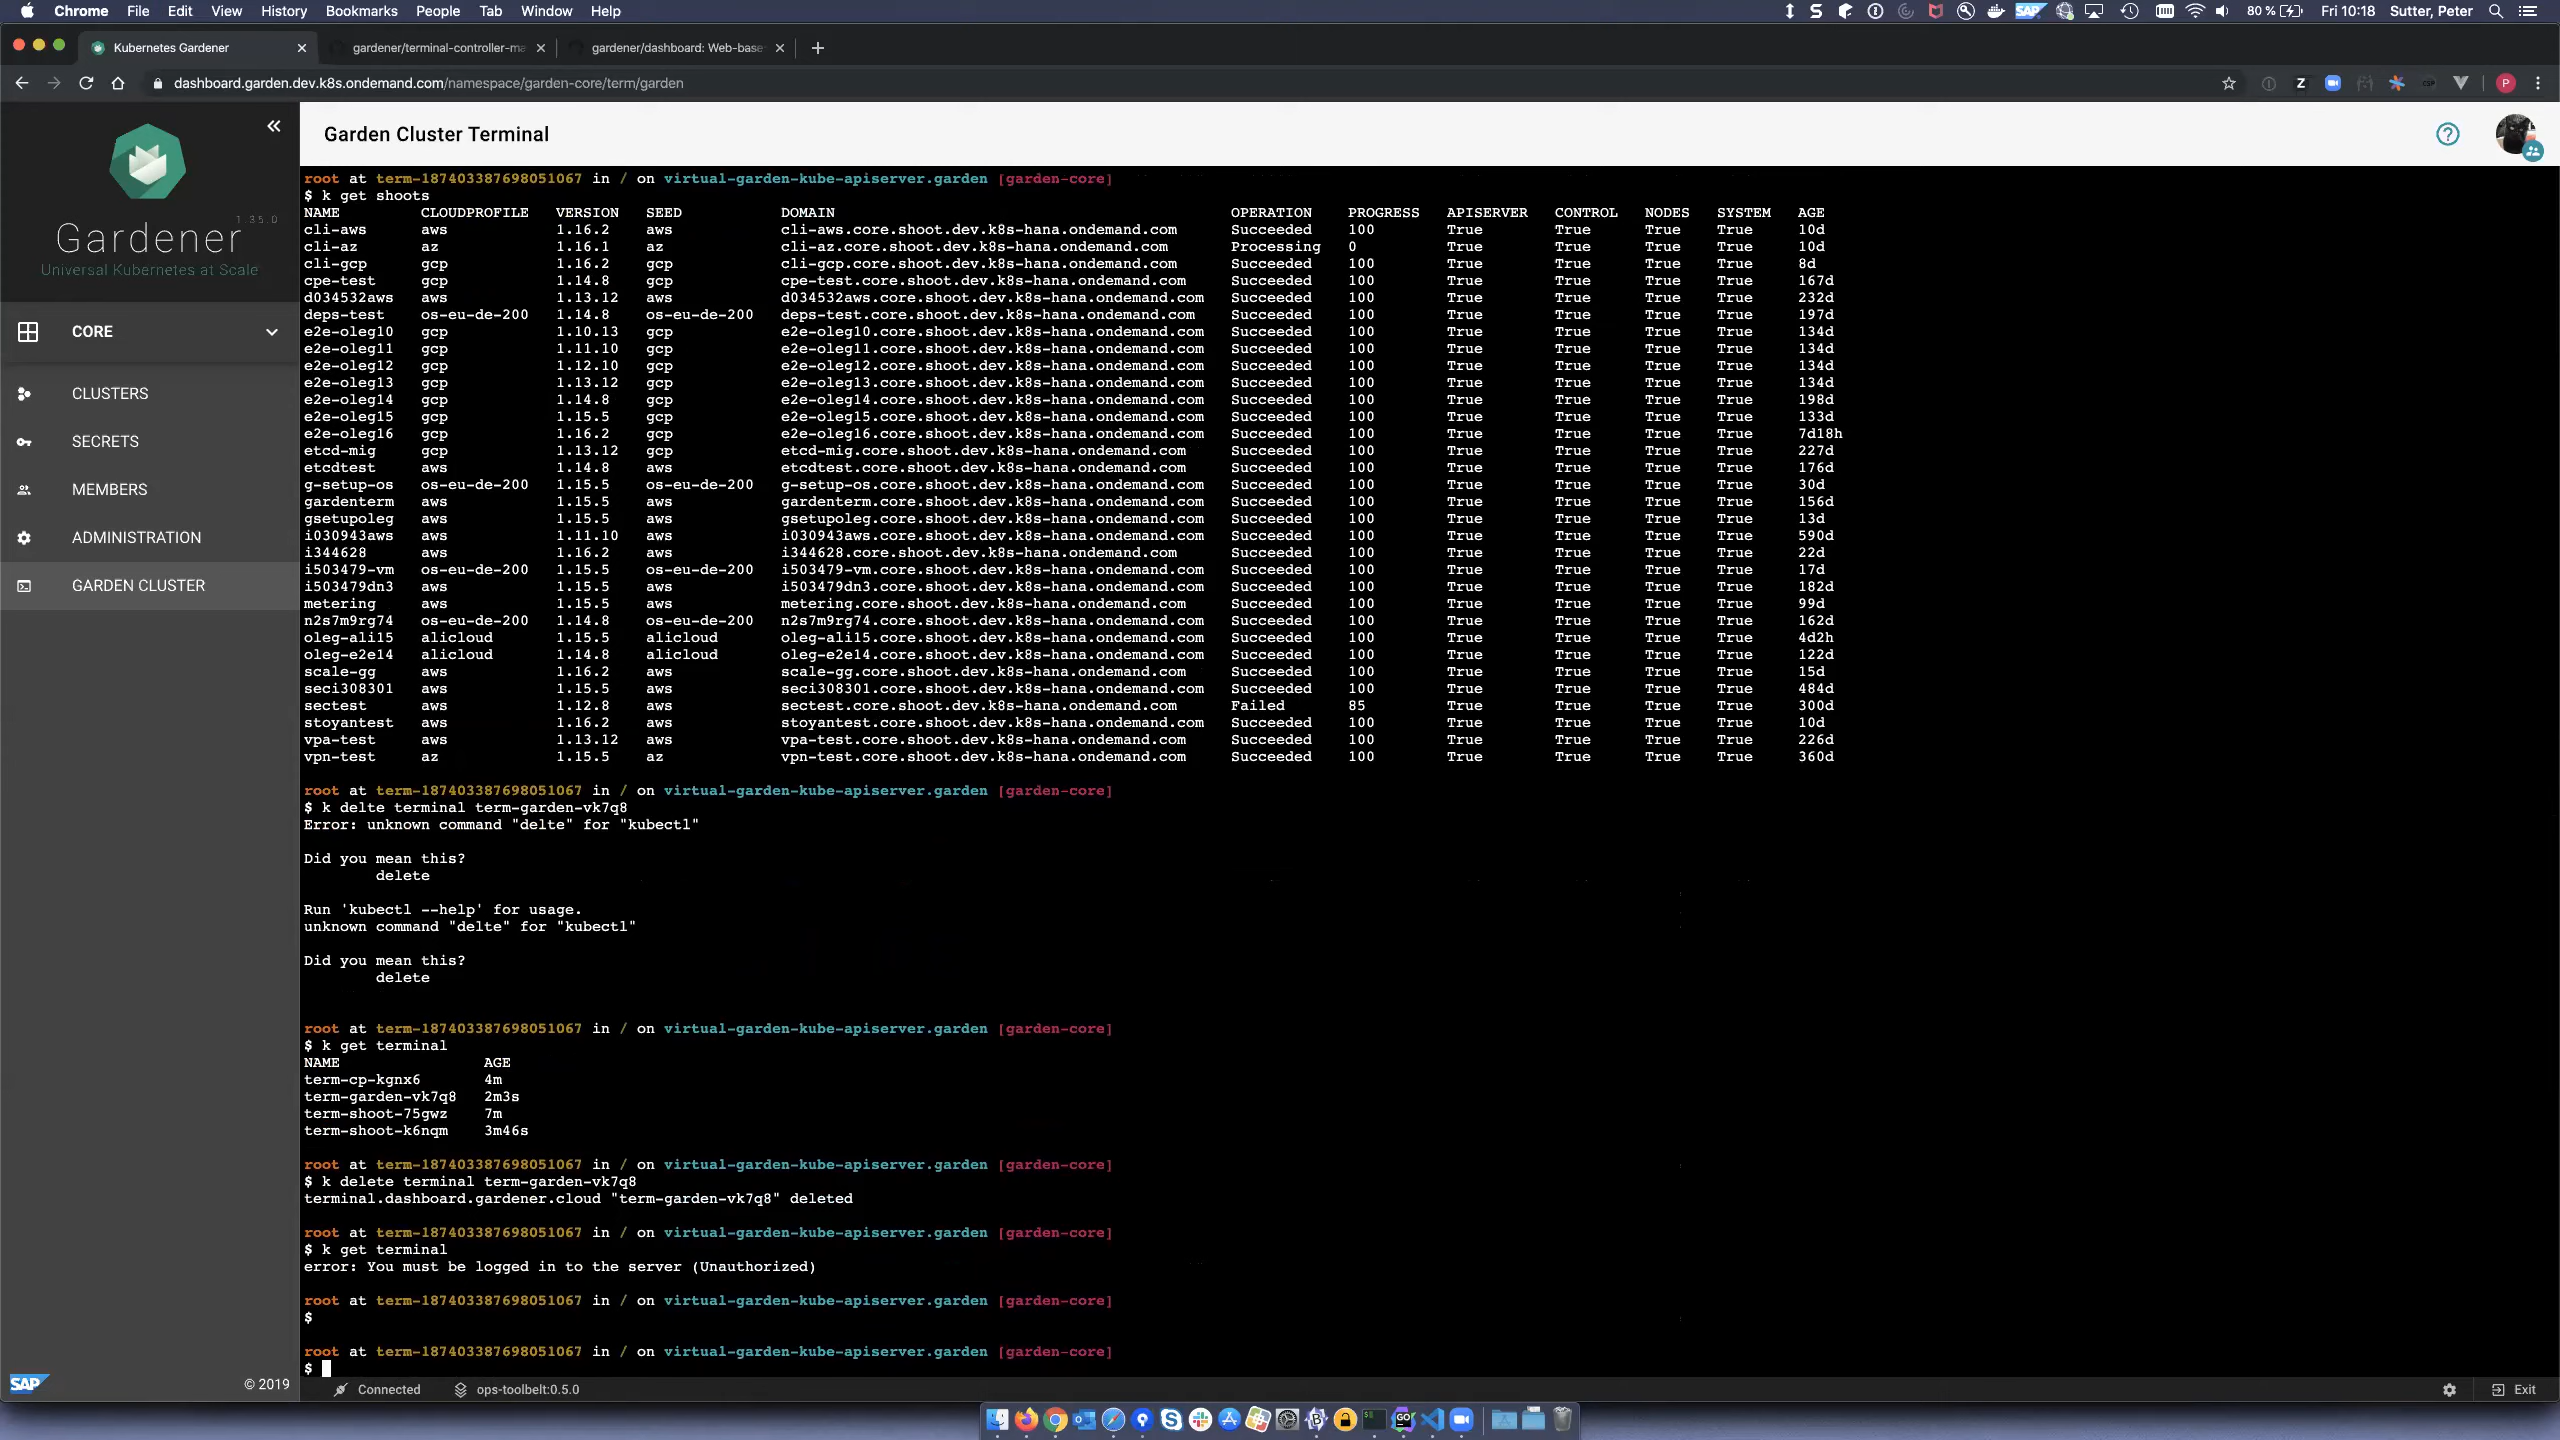 Chrome File Edit View History Bookmarks People Tab Window Help 80 % Fri 10:18 Sutter, Peter
Kubernetes Gardener gardener/terminal-controller-ma gardener/dashboard: Web-base
dashboard.garden.dev.k8s.ondemand.com/namespace/garden-core/term/garden
Garden Cluster Terminal
1.35.0
Gardener
Universal Kubernetes at Scale
CORE
CLUSTERS
SECRETS
MEMBERS
ADMINISTRATION
GARDEN CLUSTER
SAP © 2019
root at term-187403387698051067 in / on virtual-garden-kube-apiserver.garden [garden-core]
$ k get shoots
NAME CLOUDPROFILE VERSION SEED DOMAIN OPERATION PROGRESS APISERVER CONTROL NODES SYSTEM AGE
cli-aws aws 1.16.2 aws cli-aws.core.shoot.dev.k8s-hana.ondemand.com Succeeded 100 True True True True 10d
cli-az az 1.16.1 az cli-az.core.shoot.dev.k8s-hana.ondemand.com Processing 0 True True True True 10d
cli-gcp gcp 1.16.2 gcp cli-gcp.core.shoot.dev.k8s-hana.ondemand.com Succeeded 100 True True True True 8d
cpe-test gcp 1.14.8 gcp cpe-test.core.shoot.dev.k8s-hana.ondemand.com Succeeded 100 True True True True 167d
d034532aws aws 1.13.12 aws d034532aws.core.shoot.dev.k8s-hana.ondemand.com Succeeded 100 True True True True 232d
deps-test os-eu-de-200 1.14.8 os-eu-de-200 deps-test.core.shoot.dev.k8s-hana.ondemand.com Succeeded 100 True True True True 197d
e2e-oleg10 gcp 1.10.13 gcp e2e-oleg10.core.shoot.dev.k8s-hana.ondemand.com Succeeded 100 True True True True 134d
e2e-oleg11 gcp 1.11.10 gcp e2e-oleg11.core.shoot.dev.k8s-hana.ondemand.com Succeeded 100 True True True True 134d
e2e-oleg12 gcp 1.12.10 gcp e2e-oleg12.core.shoot.dev.k8s-hana.ondemand.com Succeeded 100 True True True True 134d
e2e-oleg13 gcp 1.13.12 gcp e2e-oleg13.core.shoot.dev.k8s-hana.ondemand.com Succeeded 100 True True True True 134d
e2e-oleg14 gcp 1.14.8 gcp e2e-oleg14.core.shoot.dev.k8s-hana.ondemand.com Succeeded 100 True True True True 198d
e2e-oleg15 gcp 1.15.5 gcp e2e-oleg15.core.shoot.dev.k8s-hana.ondemand.com Succeeded 100 True True True True 133d
e2e-oleg16 gcp 1.16.2 gcp e2e-oleg16.core.shoot.dev.k8s-hana.ondemand.com Succeeded 100 True True True True 7d18h
etcd-mig gcp 1.13.12 gcp etcd-mig.core.shoot.dev.k8s-hana.ondemand.com Succeeded 100 True True True True 227d
etcdtest aws 1.14.8 aws etcdtest.core.shoot.dev.k8s-hana.ondemand.com Succeeded 100 True True True True 176d
g-setup-os os-eu-de-200 1.15.5 os-eu-de-200 g-setup-os.core.shoot.dev.k8s-hana.ondemand.com Succeeded 100 True True True True 30d
gardenterm aws 1.15.5 aws gardenterm.core.shoot.dev.k8s-hana.ondemand.com Succeeded 100 True True True True 156d
gsetupoleg aws 1.15.5 aws gsetupoleg.core.shoot.dev.k8s-hana.ondemand.com Succeeded 100 True True True True 13d
i030943aws aws 1.11.10 aws i030943aws.core.shoot.dev.k8s-hana.ondemand.com Succeeded 100 True True True True 590d
i344628 aws 1.16.2 aws i344628.core.shoot.dev.k8s-hana.ondemand.com Succeeded 100 True True True True 22d
i503479-vm os-eu-de-200 1.15.5 os-eu-de-200 i503479-vm.core.shoot.dev.k8s-hana.ondemand.com Succeeded 100 True True True True 17d
i503479dn3 aws 1.15.5 aws i503479dn3.core.shoot.dev.k8s-hana.ondemand.com Succeeded 100 True True True True 182d
metering aws 1.15.5 aws metering.core.shoot.dev.k8s-hana.ondemand.com Succeeded 100 True True True True 99d
n2s7m9rg74 os-eu-de-200 1.14.8 os-eu-de-200 n2s7m9rg74.core.shoot.dev.k8s-hana.ondemand.com Succeeded 100 True True True True 162d
oleg-ali15 alicloud 1.15.5 alicloud oleg-ali15.core.shoot.dev.k8s-hana.ondemand.com Succeeded 100 True True True True 4d2h
oleg-e2e14 alicloud 1.14.8 alicloud oleg-e2e14.core.shoot.dev.k8s-hana.ondemand.com Succeeded 100 True True True True 122d
scale-gg aws 1.16.2 aws scale-gg.core.shoot.dev.k8s-hana.ondemand.com Succeeded 100 True True True True 15d
seci308301 aws 1.15.5 aws seci308301.core.shoot.dev.k8s-hana.ondemand.com Succeeded 100 True True True True 484d
sectest aws 1.12.8 aws sectest.core.shoot.dev.k8s-hana.ondemand.com Failed 85 True True True True 300d
stoyantest aws 1.16.2 aws stoyantest.core.shoot.dev.k8s-hana.ondemand.com Succeeded 100 True True True True 10d
vpa-test aws 1.13.12 aws vpa-test.core.shoot.dev.k8s-hana.ondemand.com Succeeded 100 True True True True 226d
vpn-test az 1.15.5 az vpn-test.core.shoot.dev.k8s-hana.ondemand.com Succeeded 100 True True True True 360d
root at term-187403387698051067 in / on virtual-garden-kube-apiserver.garden [garden-core]
$ k delte terminal term-garden-vk7q8
Error: unknown command "delte" for "kubectl"
Did you mean this?
delete
Run 'kubectl --help' for usage.
unknown command "delte" for "kubectl"
Did you mean this?
delete
root at term-187403387698051067 in / on virtual-garden-kube-apiserver.garden [garden-core]
$ k get terminal
NAME AGE
term-cp-kgnx6 4m
term-garden-vk7q8 2m3s
term-shoot-75gwz 7m
term-shoot-k6nqm 3m46s
root at term-187403387698051067 in / on virtual-garden-kube-apiserver.garden [garden-core]
$ k delete terminal term-garden-vk7q8
terminal.dashboard.gardener.cloud "term-garden-vk7q8" deleted
root at term-187403387698051067 in / on virtual-garden-kube-apiserver.garden [garden-core]
$ k get terminal
error: You must be logged in to the server (Unauthorized)
root at term-187403387698051067 in / on virtual-garden-kube-apiserver.garden [garden-core]
$
root at term-187403387698051067 in / on virtual-garden-kube-apiserver.garden [garden-core]
$
Connected ops-toolbelt:0.5.0 Exit